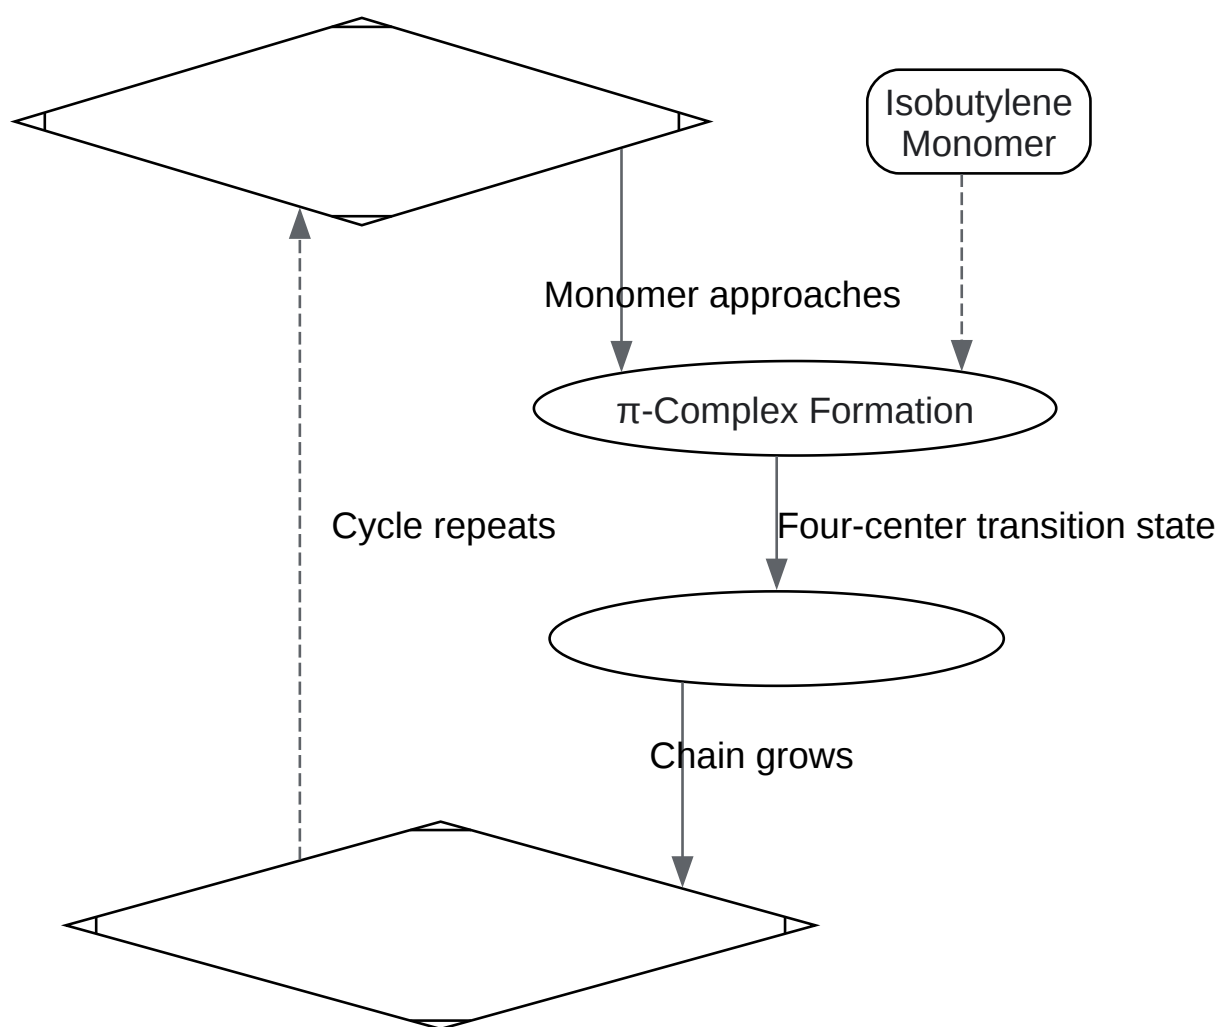 Isobutylene
Monomer
Monomer approaches
π-Complex Formation
Cycle repeats
Four-center transition state
Chain grows